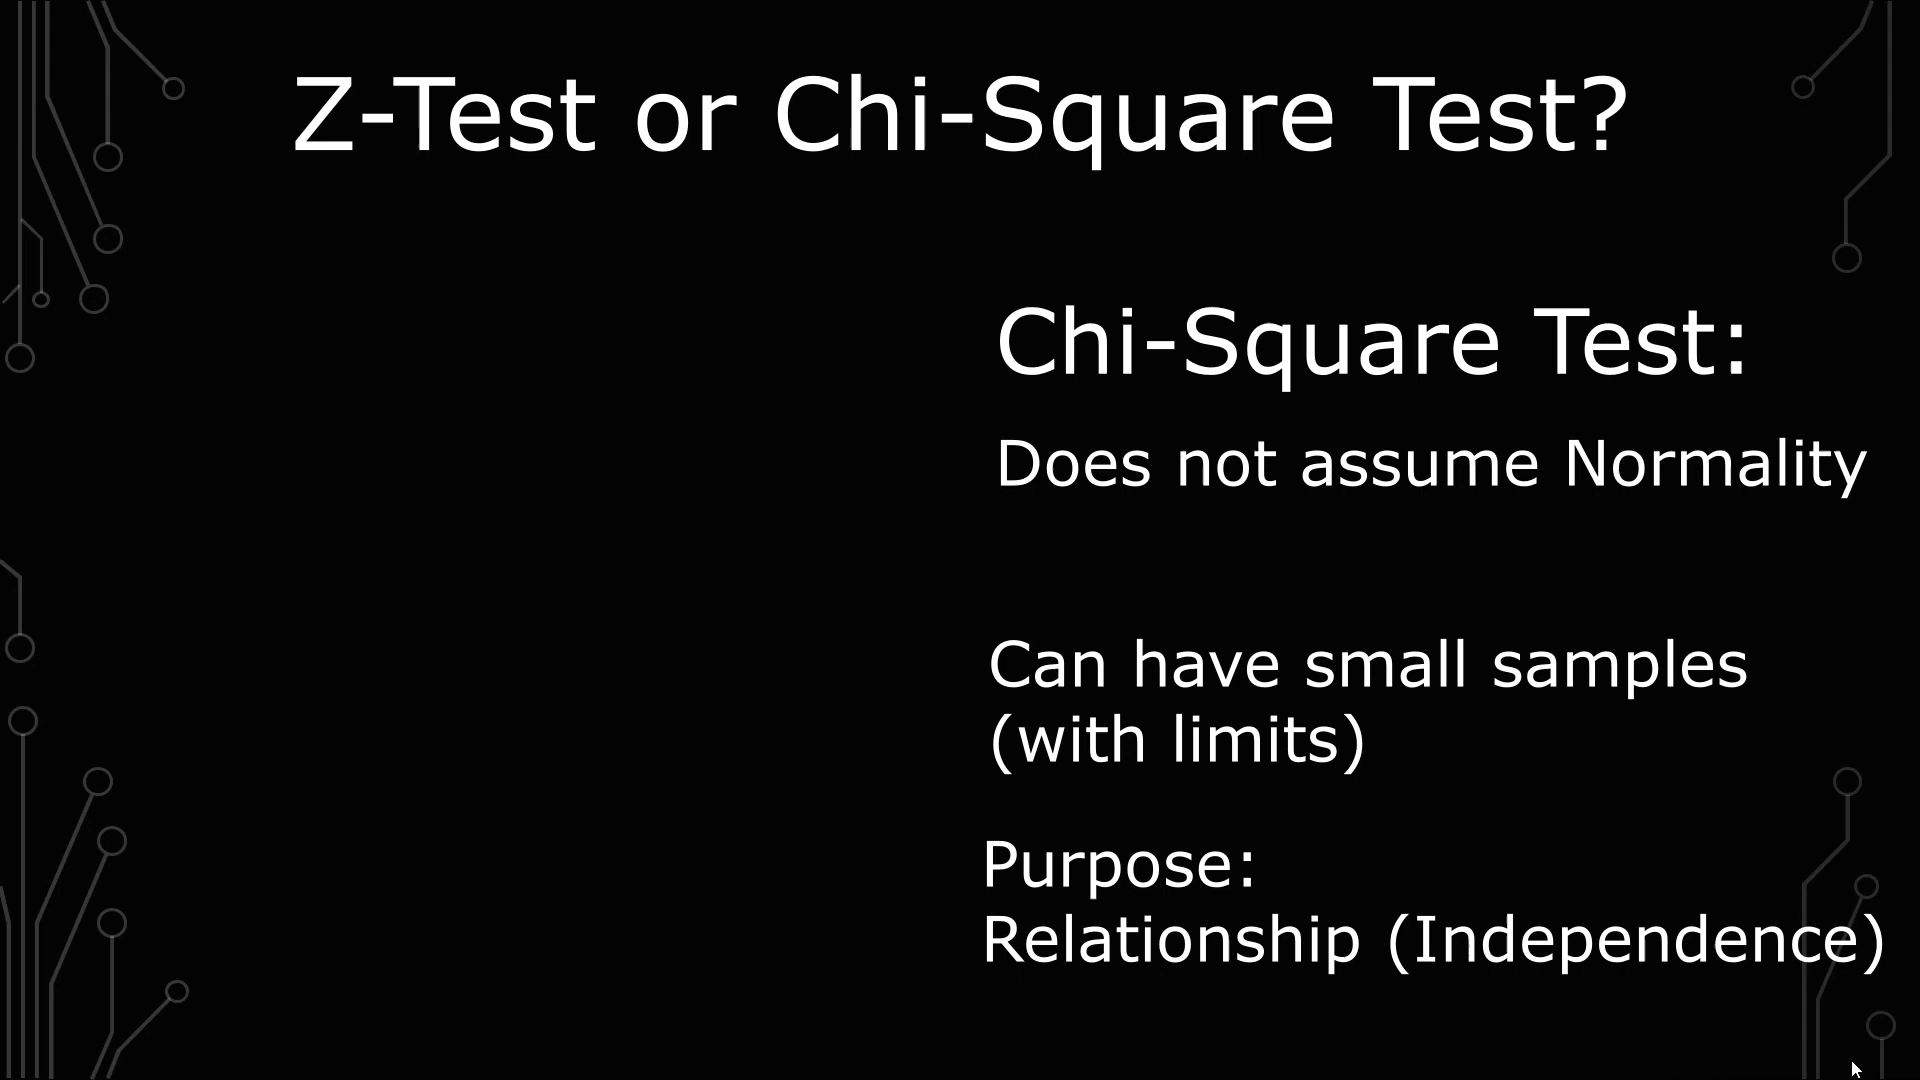 Z-Test or Chi-Square Test?
Chi-Square Test:
Does not assume Normality
Can have small samples
(with limits)
Purpose:
Relationship (Independence)